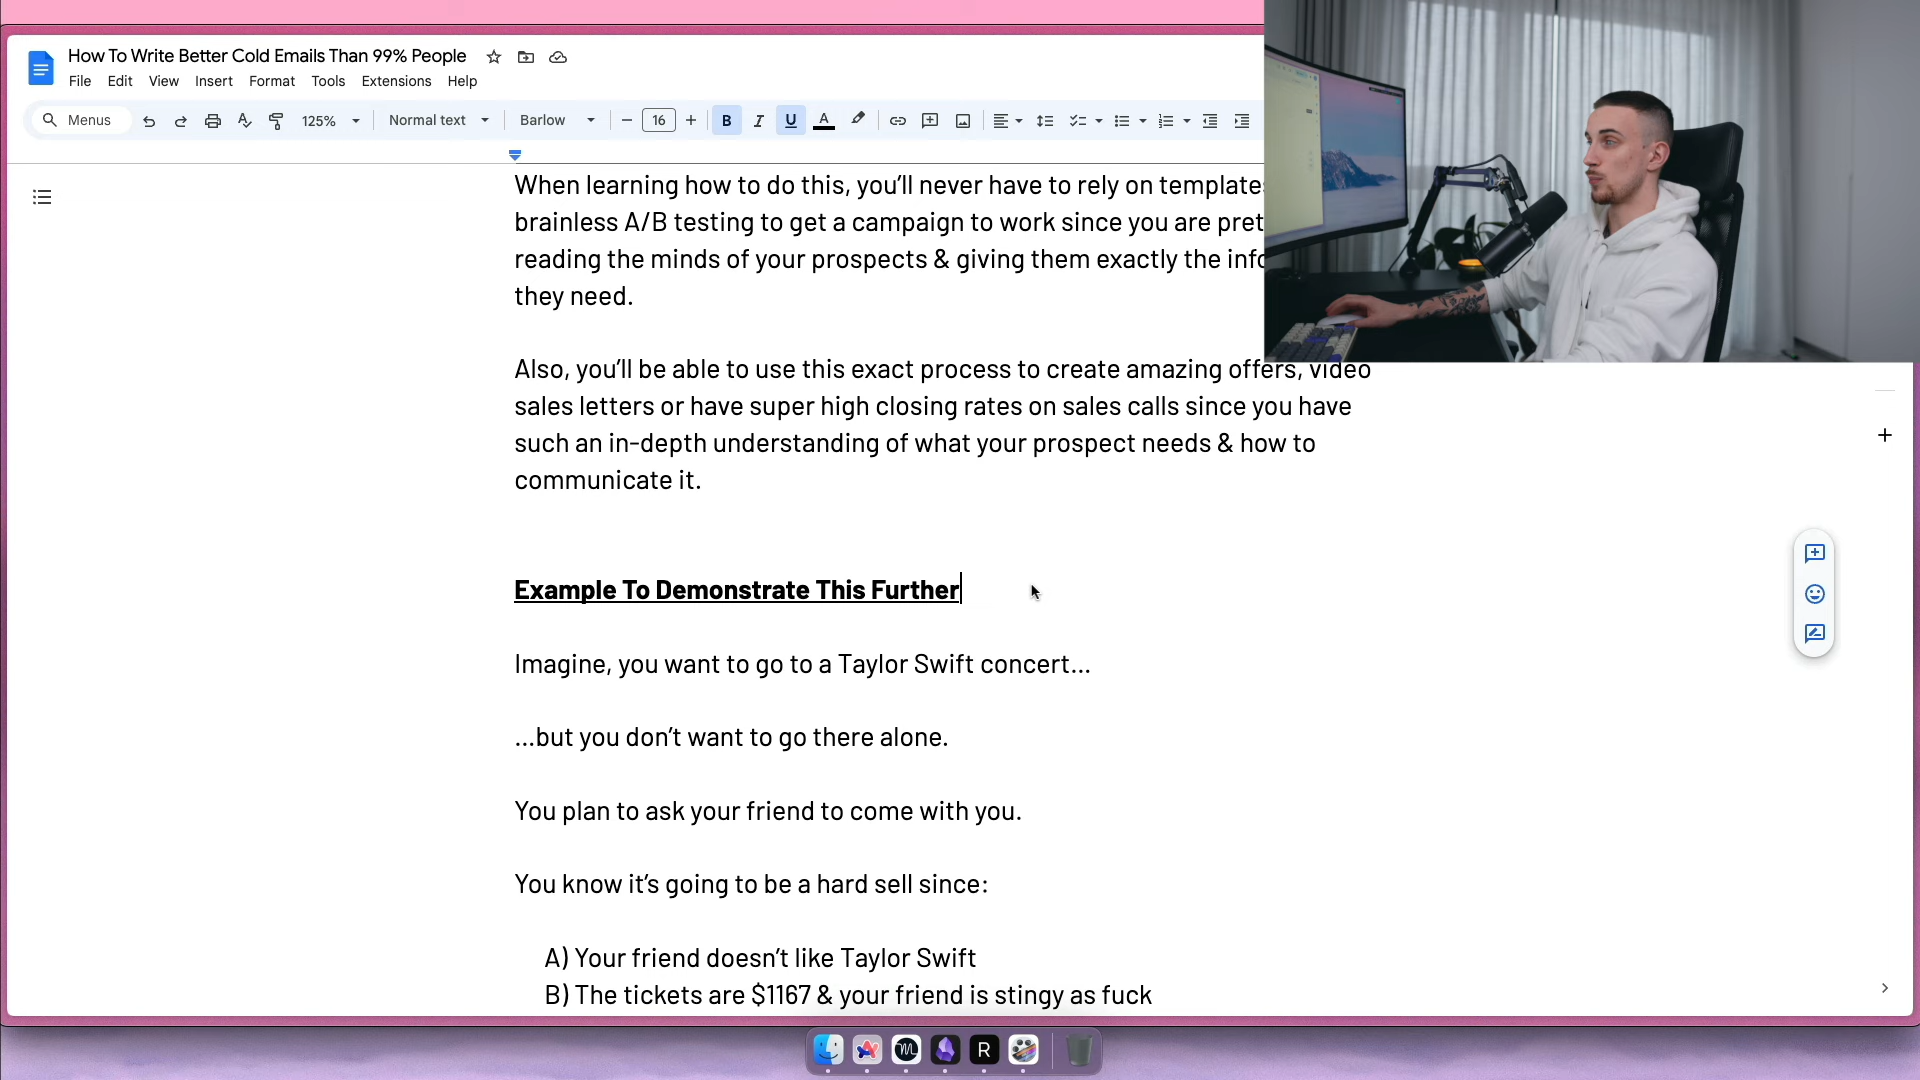 How To Write Better Cold Emails Than 99% People
File Edit View Insert Format Tools Extensions Help
Menus 125% Normal text Barlow 16 B I U A
When learning how to do this, you'll never have to rely on template
brainless A/B testing to get a campaign to work since you are pret
reading the minds of your prospects & giving them exactly the info
they need.
Also, you'll be able to use this exact process to create amazing offers, video
sales letters or have super high closing rates on sales calls since you have
such an in-depth understanding of what your prospect needs & how to
communicate it.
Example To Demonstrate This Further
Imagine, you want to go to a Taylor Swift concert...
...but you don't want to go there alone.
You plan to ask your friend to come with you.
You know it's going to be a hard sell since:
A) Your friend doesn't like Taylor Swift
B) The tickets are $1167 & your friend is stingy as fuck
R